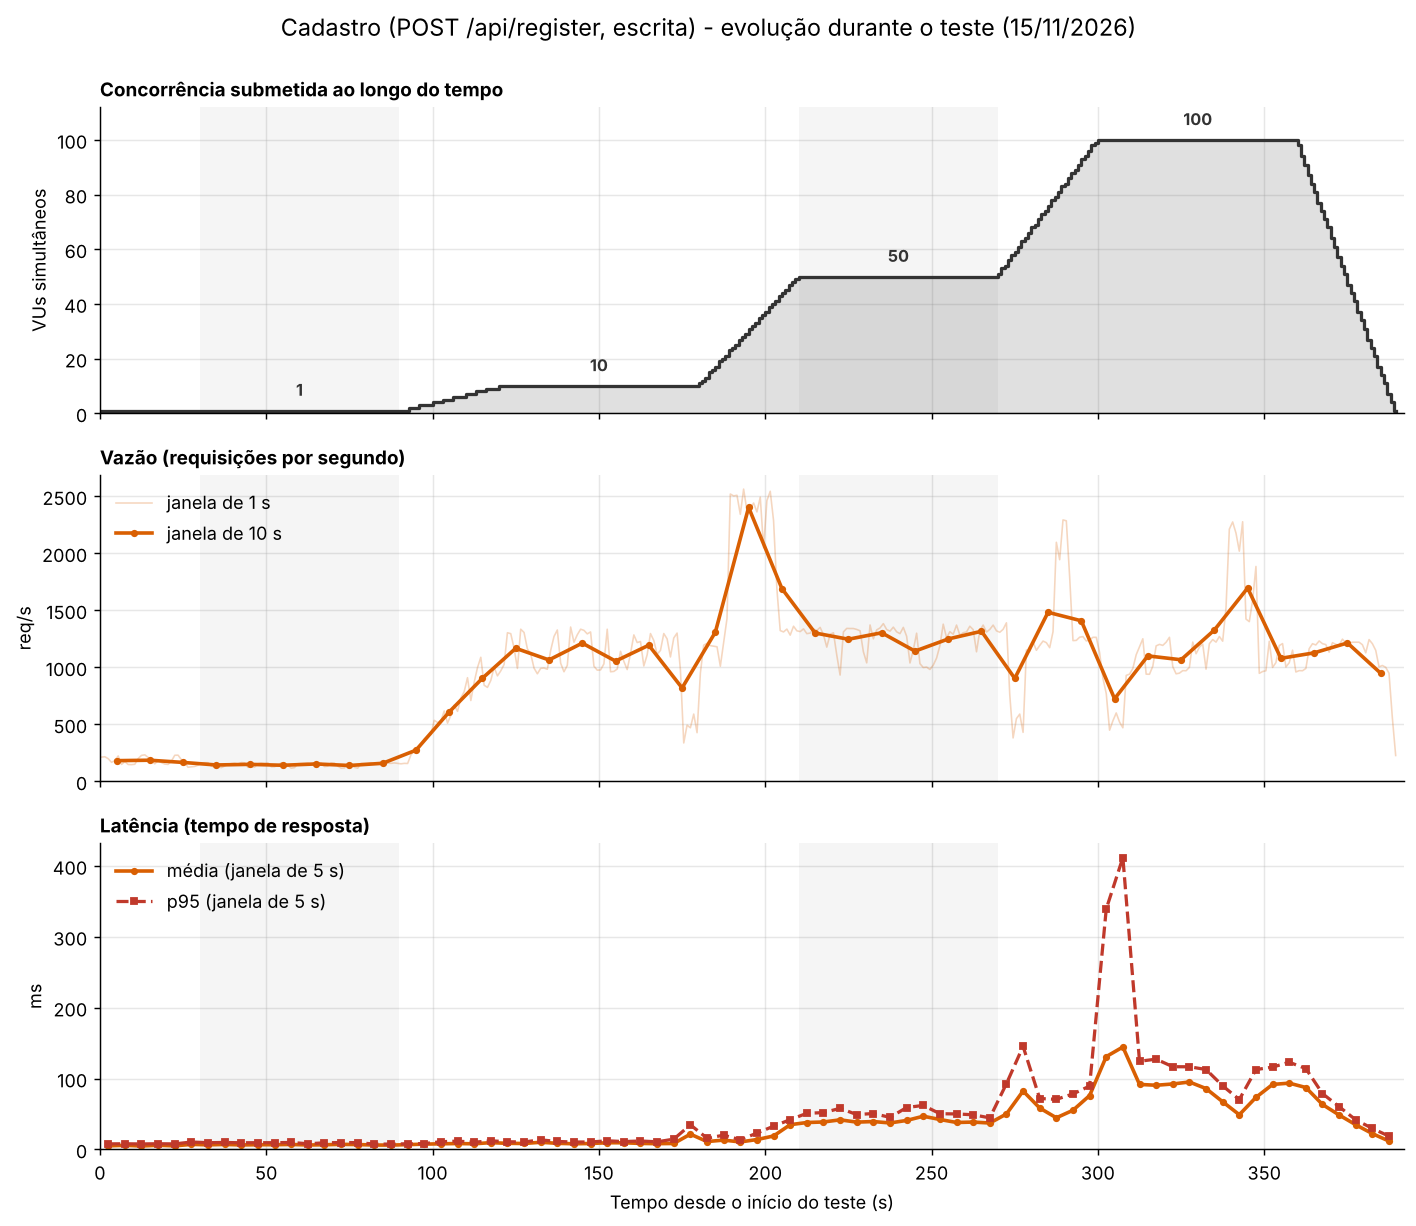 Cadastro (POST /api/register, escrita) - evolução durante o teste (15/11/2026)
Concorrência submetida ao longo do tempo
VUs simultâneos
100
80
60
40
20
0
1
10
50
100
Vazão (requisições por segundo)
req/s
2500
2000
1500
1000
500
0
janela de 1 s
janela de 10 s
Latência (tempo de resposta)
ms
400
300
200
100
0
média (janela de 5 s)
p95 (janela de 5 s)
0 50 100 150 200 250 300 350
Tempo desde o início do teste (s)